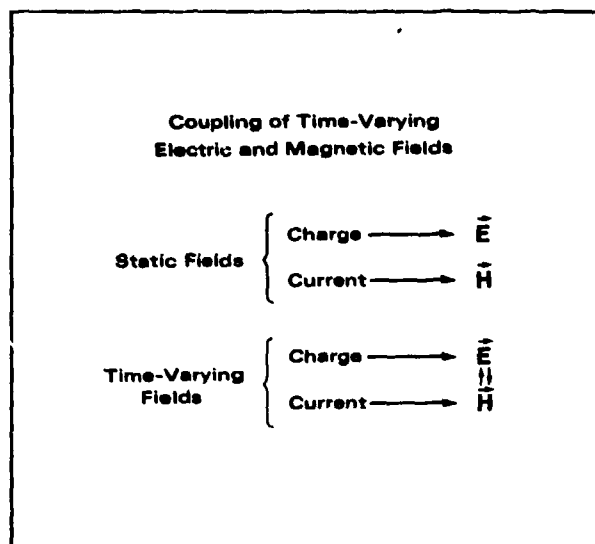 Coupling of Time-Varying
Electric and Magnetic Fields
Static Fields
Charge → E⃗
Current → H⃗
Time-Varying
Fields
Charge → E⃗
↑↓
Current → H⃗